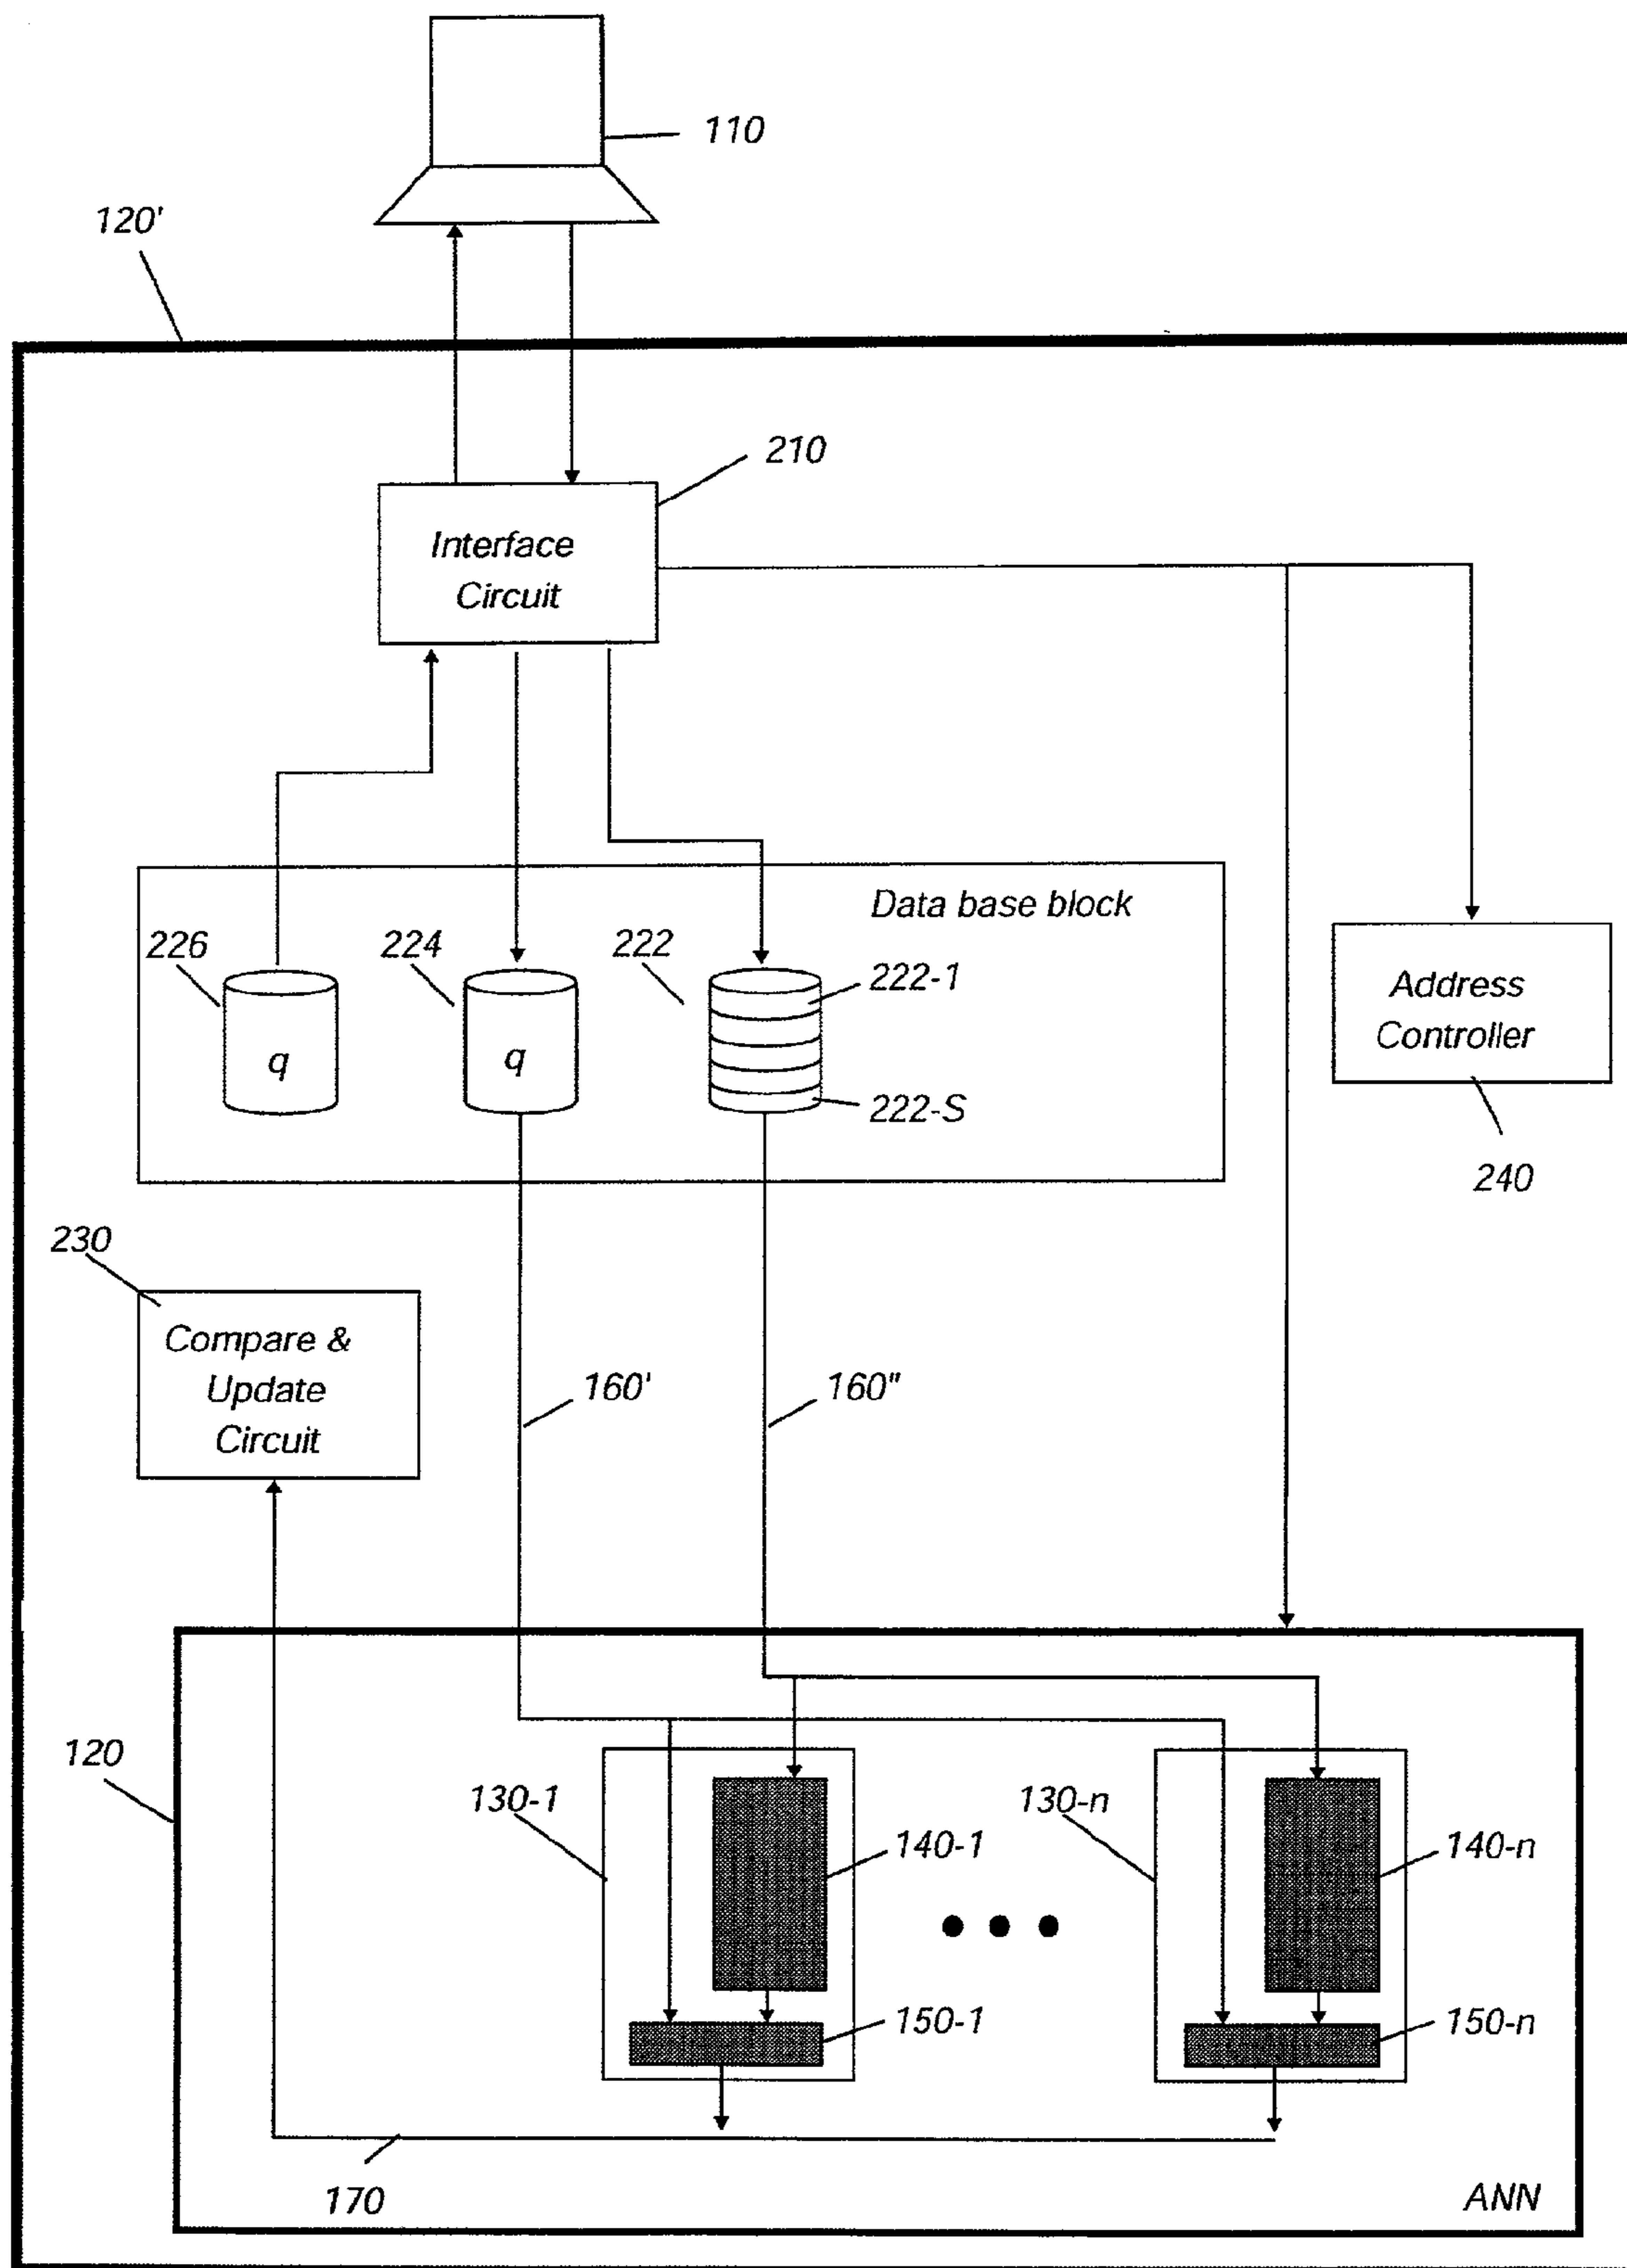 110
120'
210
Interface
Circuit
Data base block
226
224
222
222-1
Address
Controller
q
q
222-S
240
230
Compare &
Update
Circuit
160'
160"
120
130-1
130-n
140-1
140-n
150-1
150-n
170
ANN